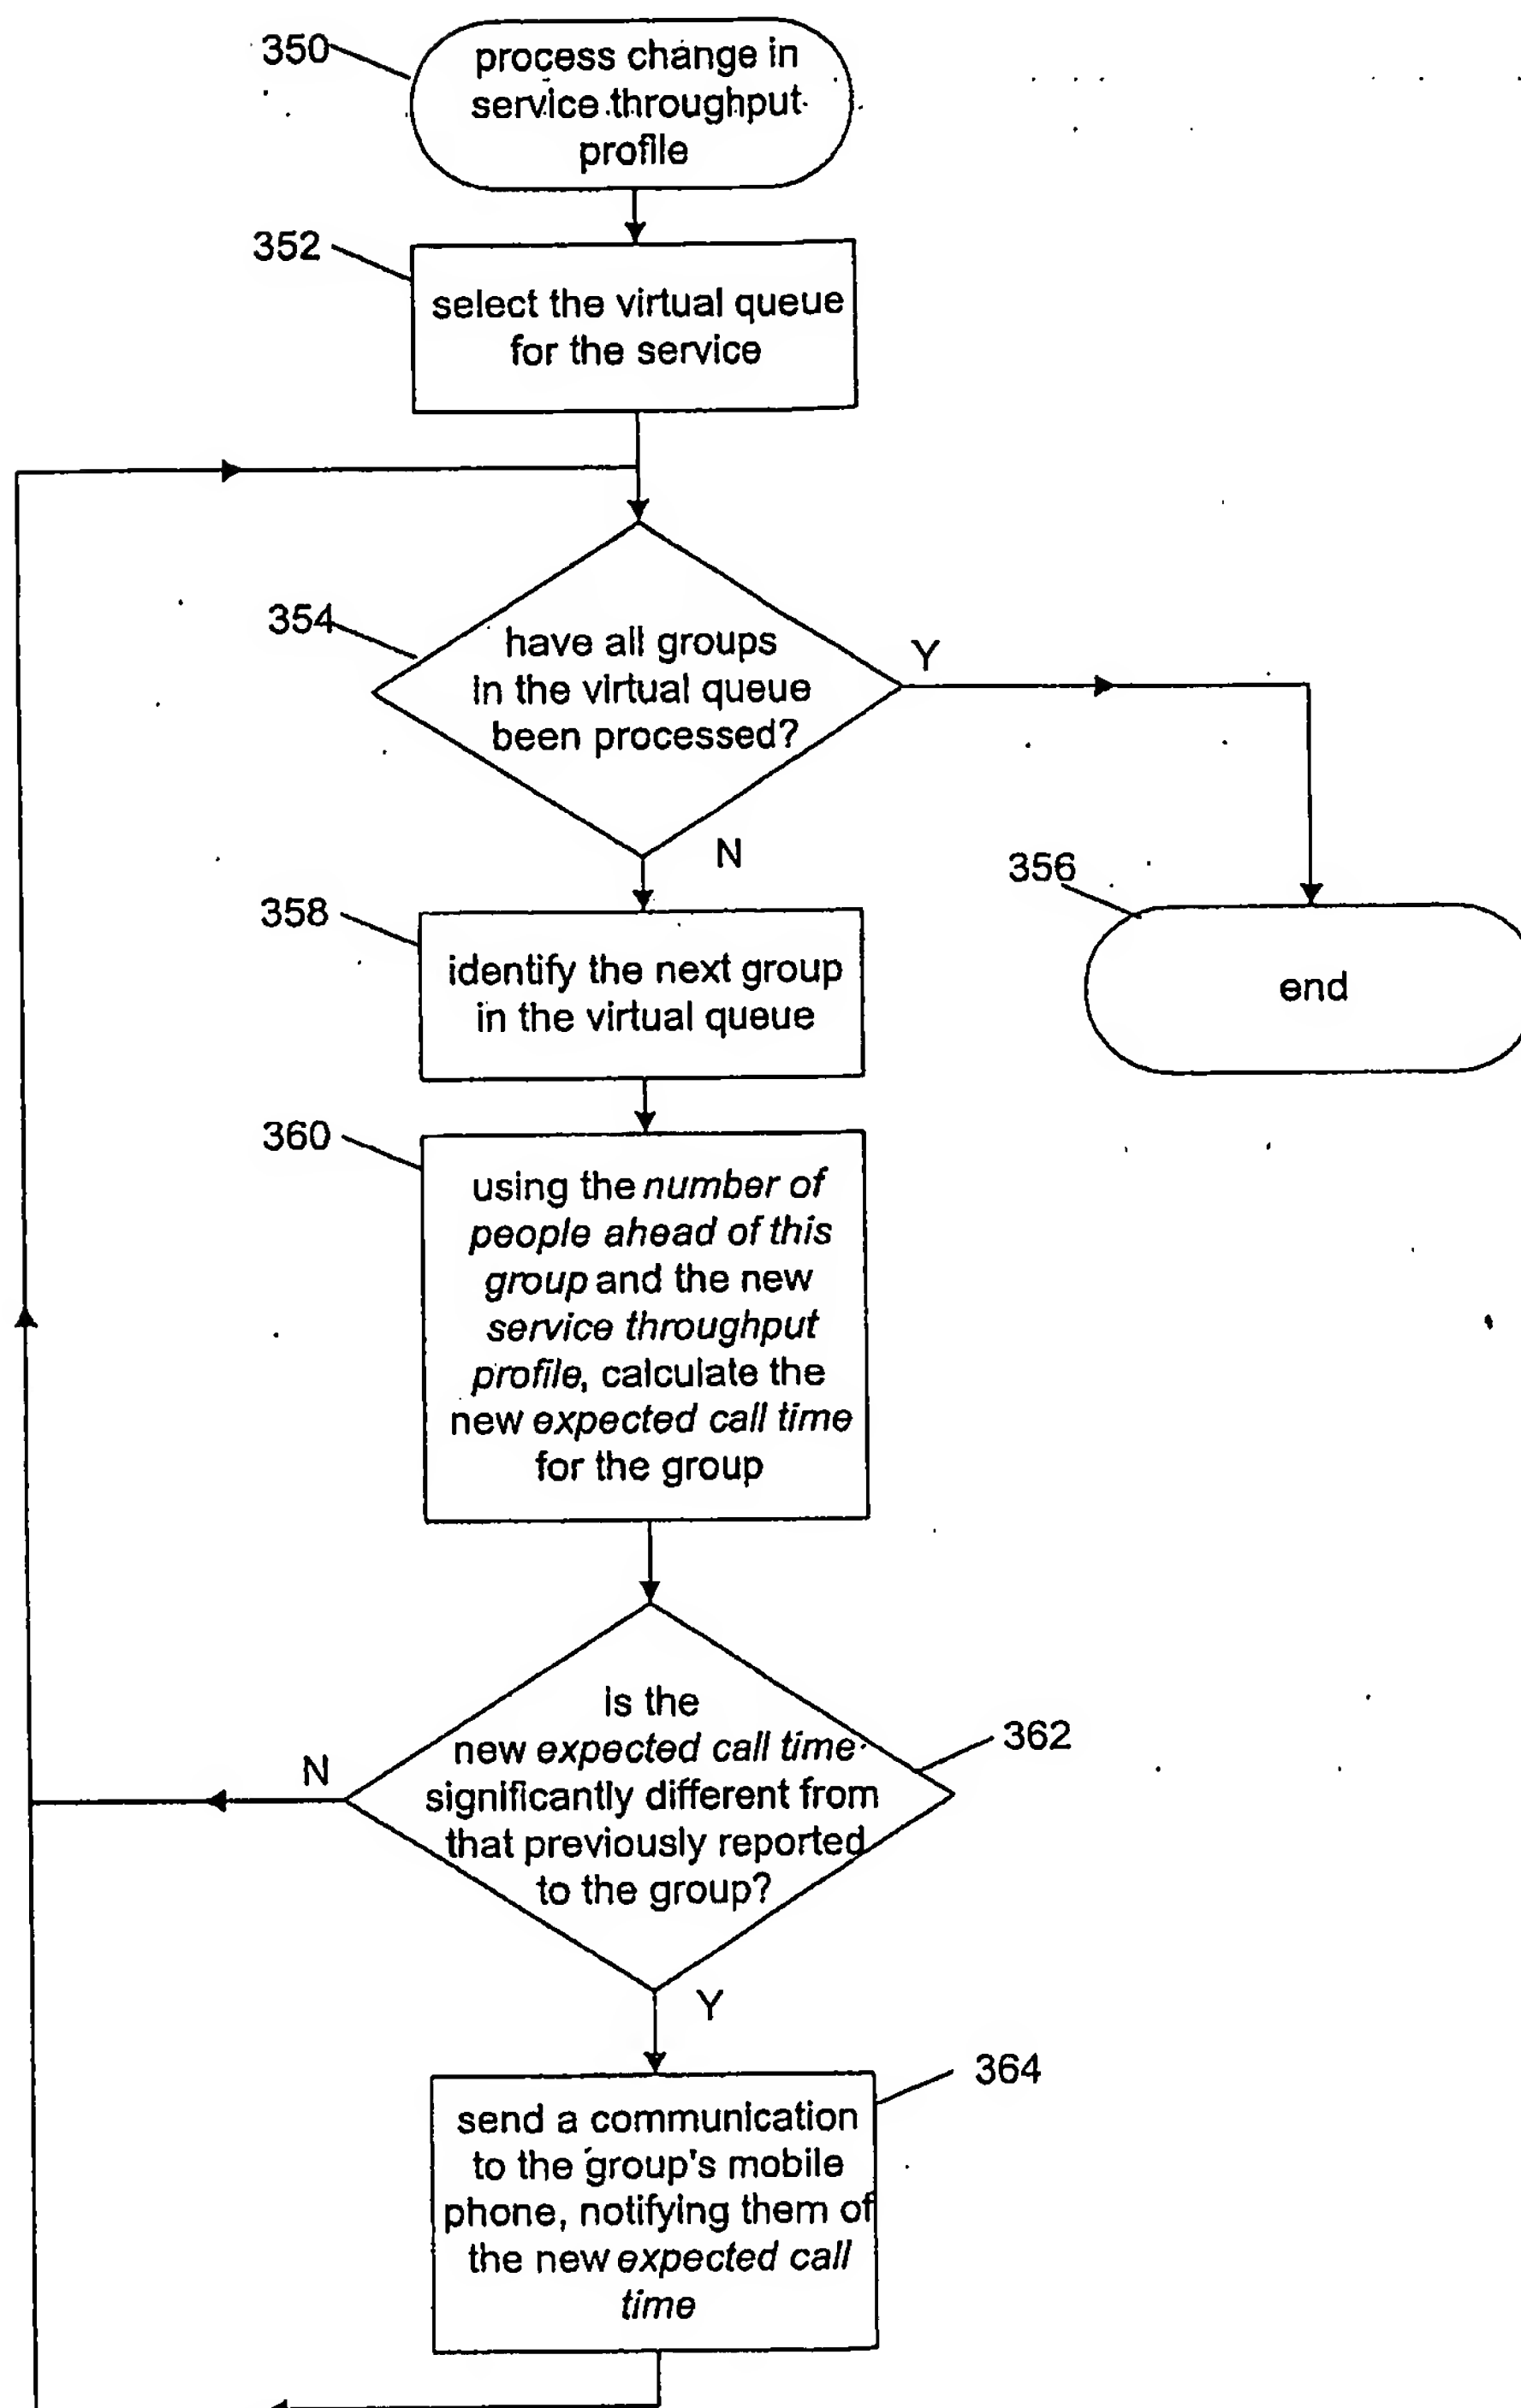 350
process change in
service throughput
profile
352
select the virtual queue
for the service
354
have all groups
in the virtual queue
been processed?
Y
N
356
end
358
identify the next group
in the virtual queue
360
using the number of
people ahead of this
group and the new
service throughput
profile, calculate the
new expected call time
for the group
362
is the
new expected call time
significantly different from
that previously reported
to the group?
N
Y
364
send a communication
to the group's mobile
phone, notifying them of
the new expected call
time